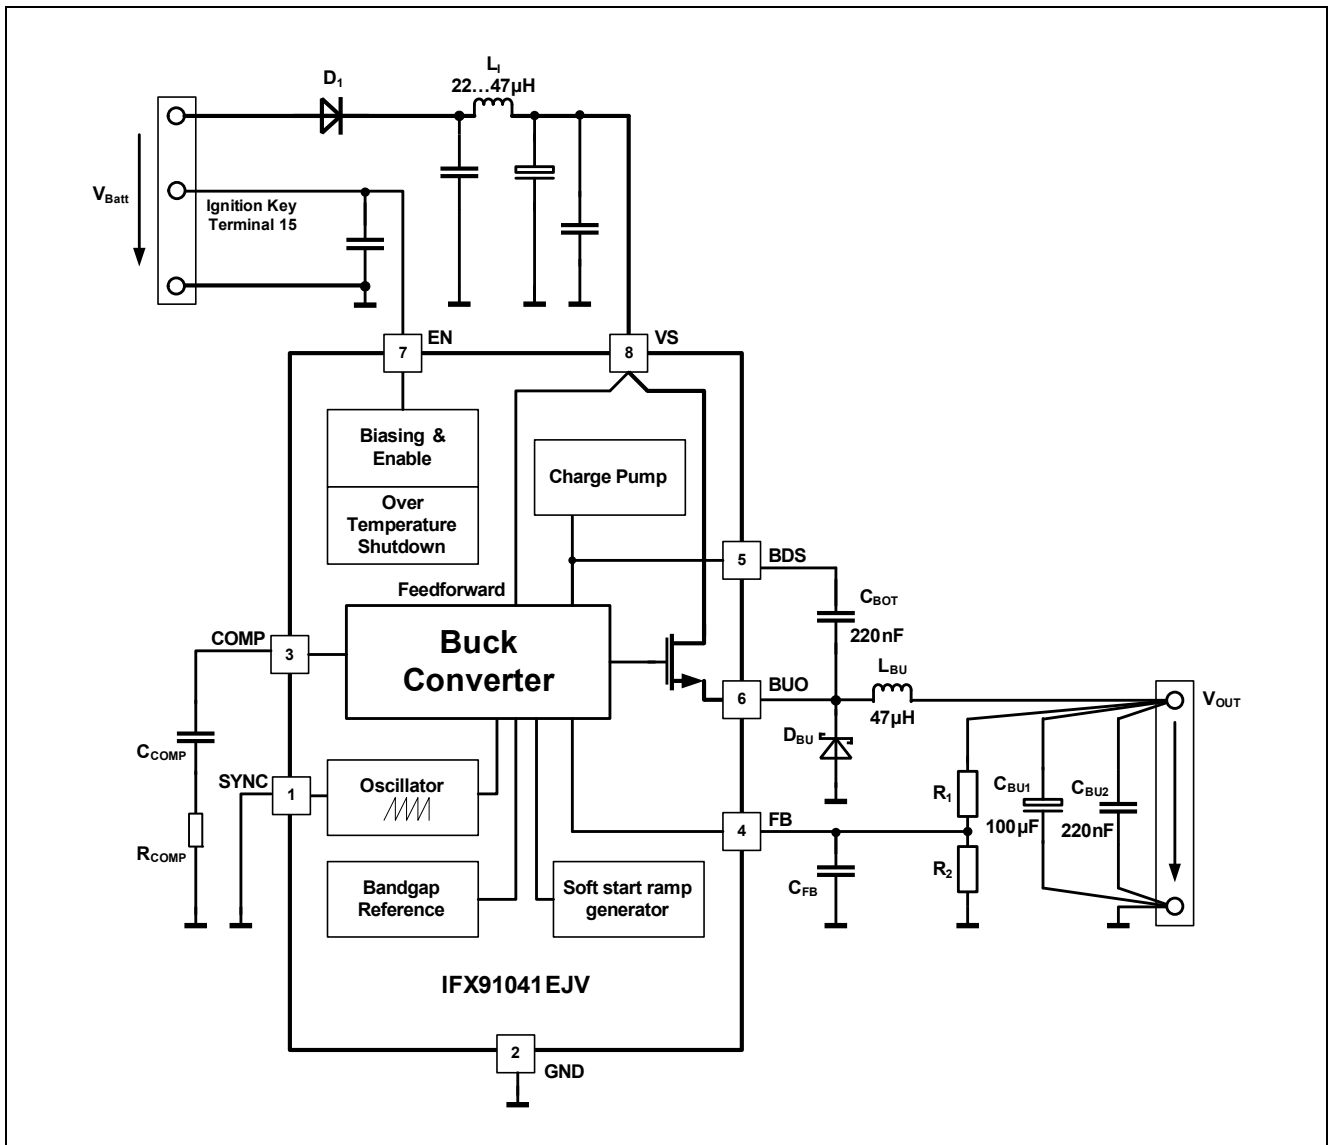 D1
LI
22...47µH
VBatt
Ignition Key
Terminal 15
EN
VS
7
8
Biasing &
Enable
Charge Pump
Over
Temperature
Shutdown
5
BDS
Feedforward
CBOT
220nF
COMP
3
Buck
Converter
LBU
6
BUO
47µH
VOUT
DBU
CCOMP
SYNC
1
Oscillator
R1
CBU1
100µF
CBU2
220nF
4
FB
RCOMP
R2
CFB
Bandgap
Reference
Soft start ramp
generator
IFX91041EJV
2
GND